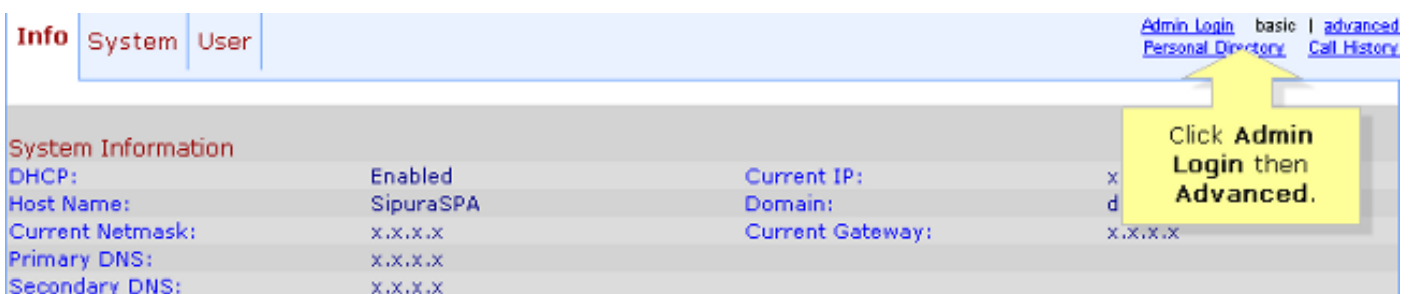 Info System User Admin Login basic | advanced
Personal Directory Call History
Click Admin
Login then
Advanced.
System Information
DHCP: Enabled Current IP: x
Host Name: SipuraSPA Domain: d
Current Netmask: x.x.x.x Current Gateway: x.x.x.x
Primary DNS: x.x.x.x
Secondary DNS: x.x.x.x